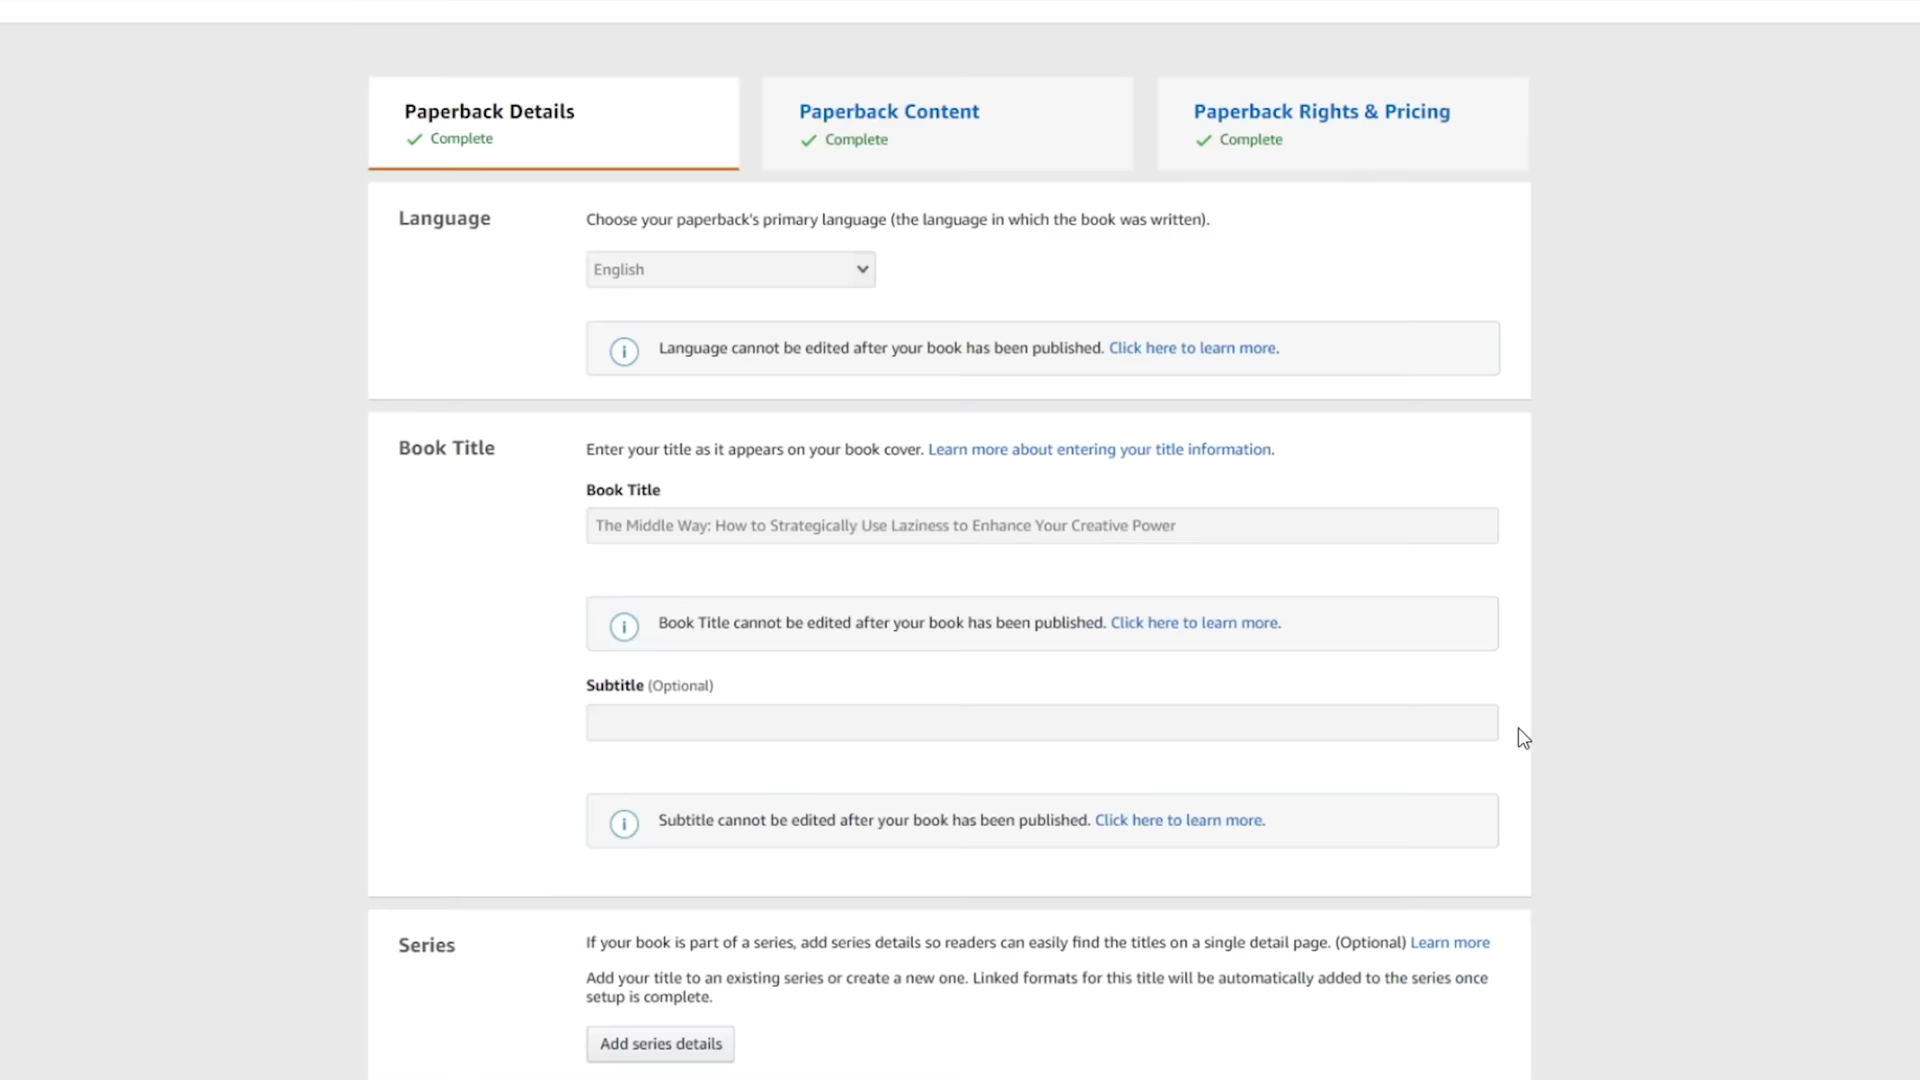 Paperback Details
Complete
Paperback Content
Complete
Paperback Rights & Pricing
Complete
Language
Choose your paperback's primary language (the language in which the book was written).
English
i
Language cannot be edited after your book has been published. Click here to learn more.
Book Title
Enter your title as it appears on your book cover. Learn more about entering your title information.
Book Title
The Middle Way: How to Strategically Use Laziness to Enhance Your Creative Power
i
Book Title cannot be edited after your book has been published. Click here to learn more.
Subtitle (Optional)
i
Subtitle cannot be edited after your book has been published. Click here to learn more.
Series
If your book is part of a series, add series details so readers can easily find the titles on a single detail page. (Optional) Learn more
Add your title to an existing series or create a new one. Linked formats for this title will be automatically added to the series once
setup is complete.
Add series details